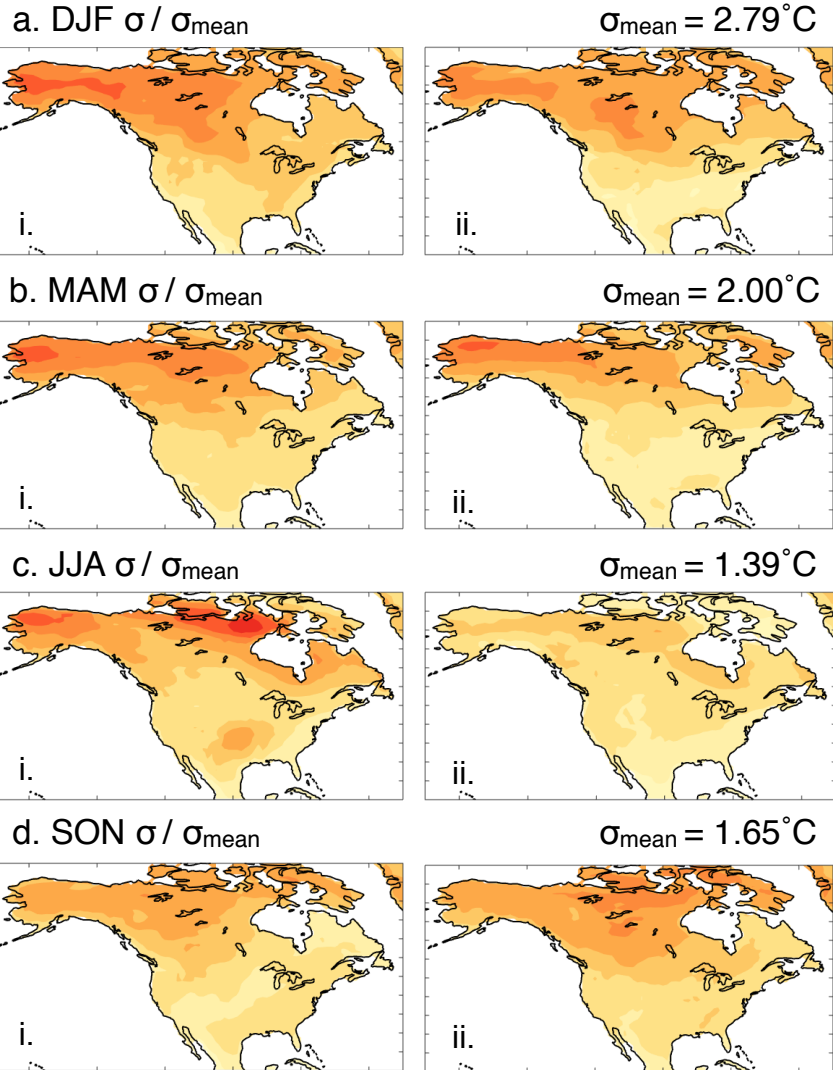 a. DJF σ / σmean σmean = 2.79˚C
i. ii.
b. MAM σ / σmean σmean = 2.00˚C
i. ii.
c. JJA σ / σmean σmean = 1.39˚C
i. ii.
d. SON σ / σmean σmean = 1.65˚C
i. ii.